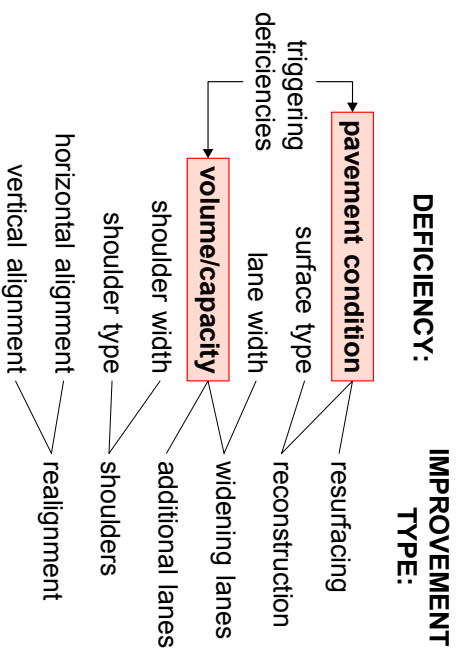 DEFICIENCY:
IMPROVEMENT
TYPE:
triggering
deficiencies
pavement condition
surface type
lane width
volume/capacity
shoulder width
shoulder type
horizontal alignment
vertical alignment
resurfacing
reconstruction
widening lanes
additional lanes
shoulders
realignment